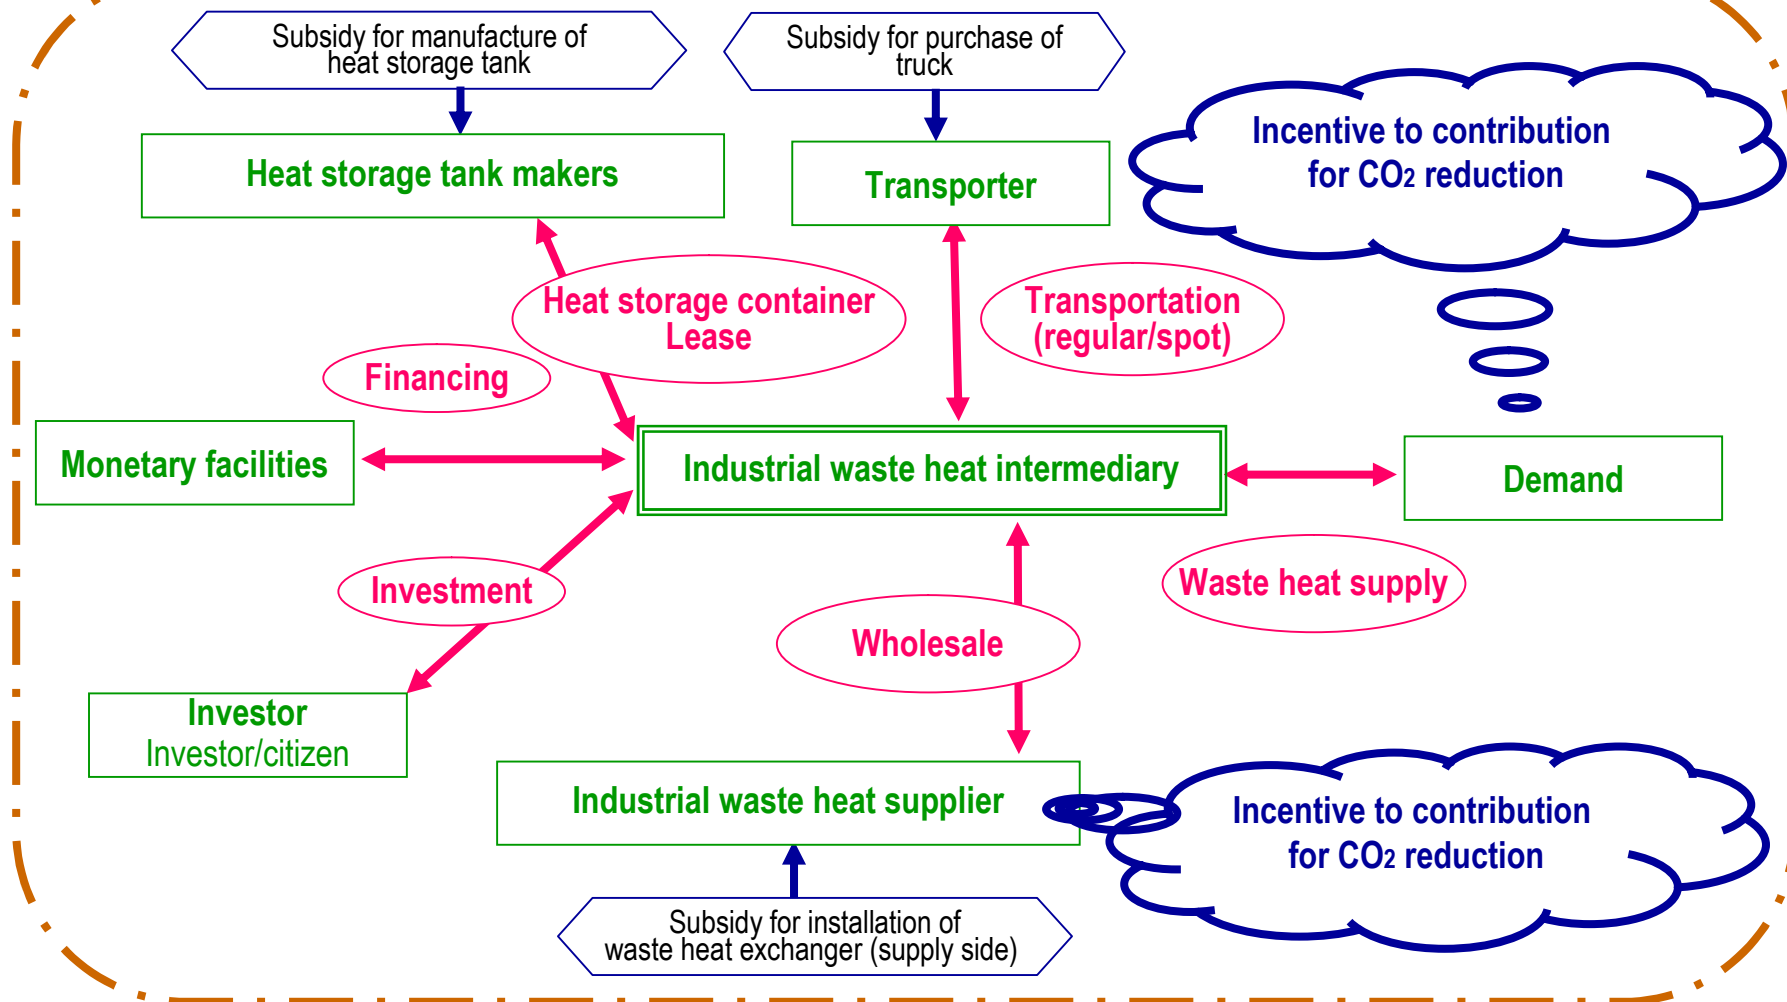 Subsidy for manufacture of
heat storage tank
Subsidy for purchase of
truck
Incentive to contribution
for CO2 reduction
Heat storage tank makers
Transporter
Heat storage container
Lease
Transportation
(regular/spot)
Financing
Monetary facilities
Industrial waste heat intermediary
Demand
Investment
Waste heat supply
Wholesale
Investor
Investor/citizen
Industrial waste heat supplier
Incentive to contribution
for CO2 reduction
Subsidy for installation of
waste heat exchanger (supply side)